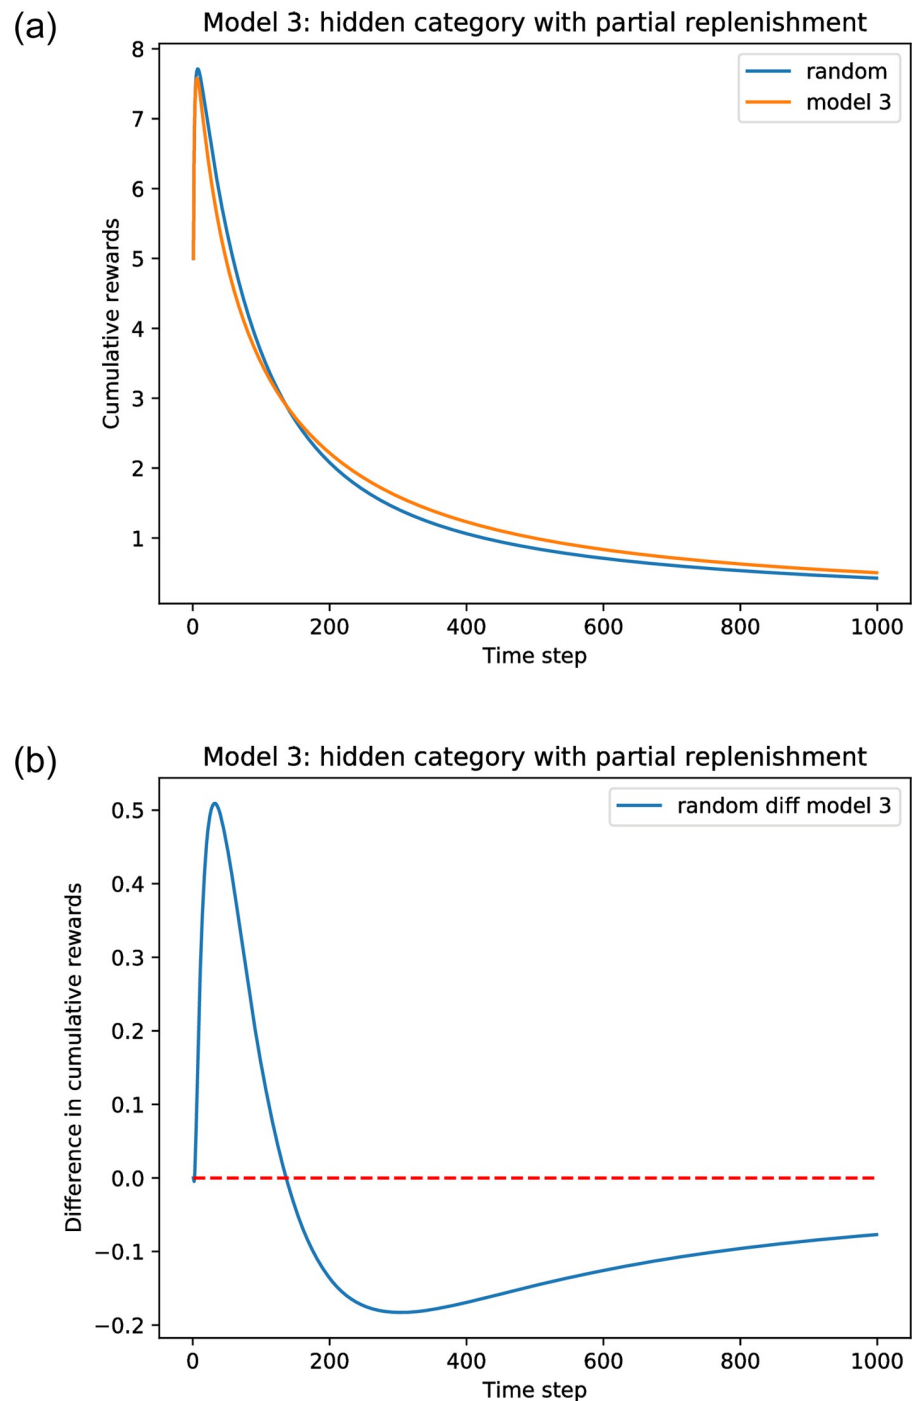 (a)
Model 3: hidden category with partial replenishment
random
model 3
Cumulative rewards
8
7
6
5
4
3
2
1
0 200 400 600 800 1000
Time step
(b)
Model 3: hidden category with partial replenishment
random diff model 3
Difference in cumulative rewards
0.5
0.4
0.3
0.2
0.1
0.0
−0.1
−0.2
0 200 400 600 800 1000
Time step